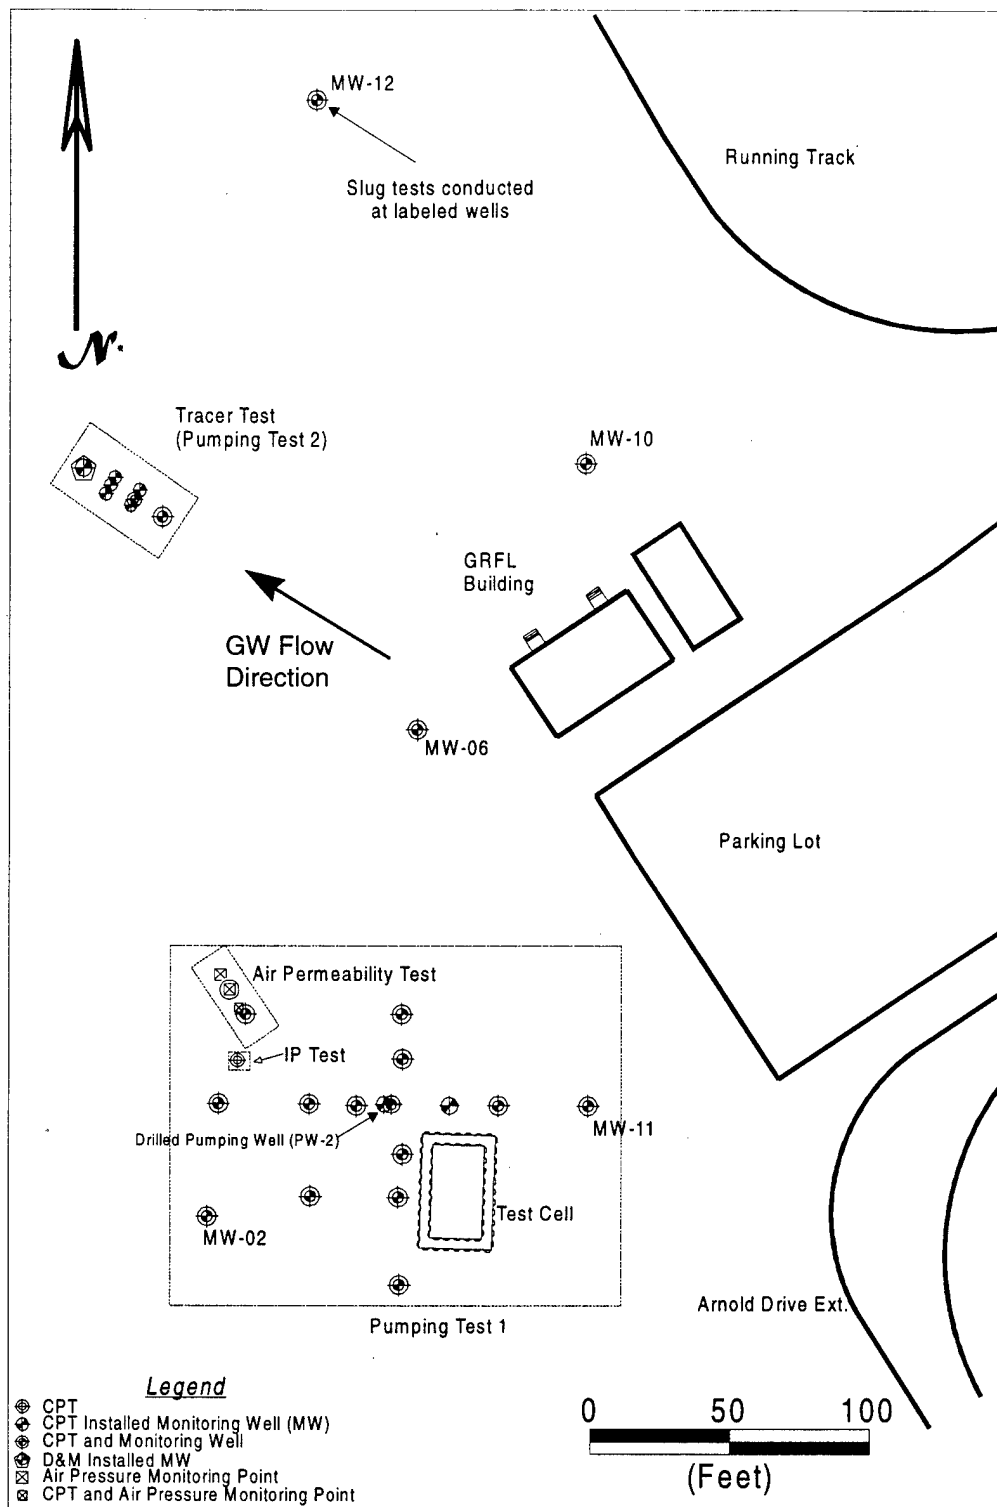 MW-12
Running Track
Slug tests conducted
at labeled wells
N.
Tracer Test
(Pumping Test 2)
MW-10
GRFL
Building
GW Flow
Direction
MW-06
Parking Lot
Air Permeability Test
IP Test
Drilled Pumping Well (PW-2)
MW-11
MW-02
Test Cell
Arnold Drive Ext.
Pumping Test 1
Legend
CPT
CPT Installed Monitoring Well (MW)
CPT and Monitoring Well
D&M Installed MW
Air Pressure Monitoring Point
CPT and Air Pressure Monitoring Point
0 50 100
(Feet)